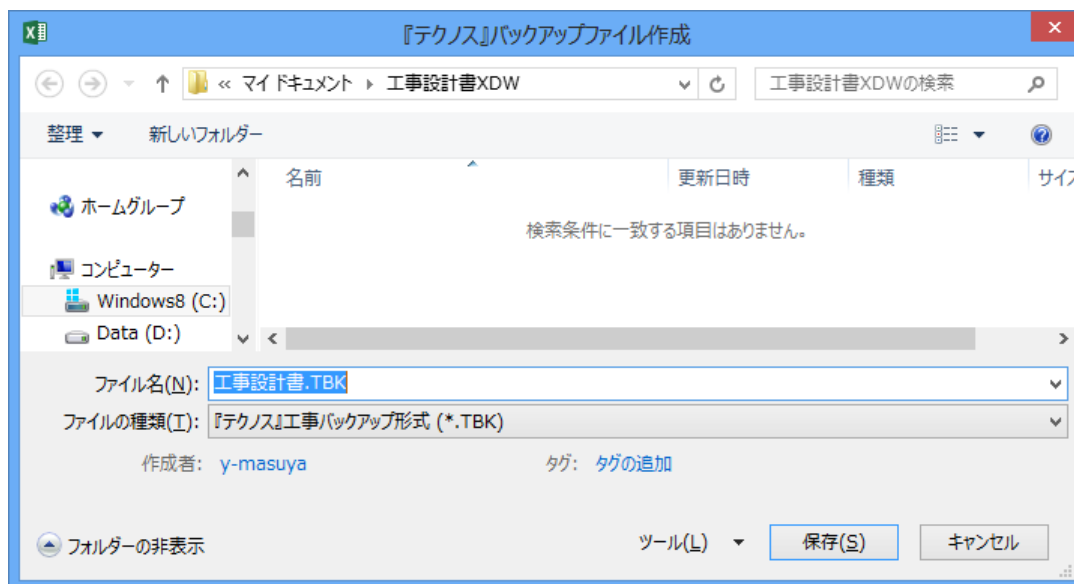 『テクノス』バックアップファイル作成
« マイ ドキュメント 工事設計書XDW
工事設計書XDWの検索
整理 新しいフォルダー
名前 更新日時 種類 サイズ
ホームグループ
検索条件に一致する項目はありません。
コンピューター
Windows8 (C:)
Data (D:)
ファイル名(N): 工事設計書.TBK
ファイルの種類(T): 『テクノス』工事バックアップ形式 (*.TBK)
作成者: y-masuya タグ: タグの追加
フォルダーの非表示 ツール(L) 保存(S) キャンセル